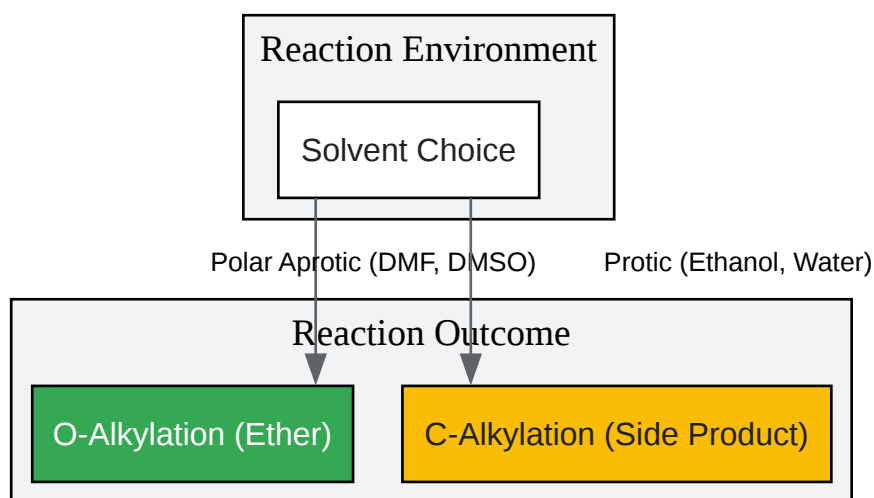 Reaction Environment
Solvent Choice
Polar Aprotic (DMF, DMSO)
Protic (Ethanol, Water)
Reaction Outcome
O-Alkylation (Ether)
C-Alkylation (Side Product)